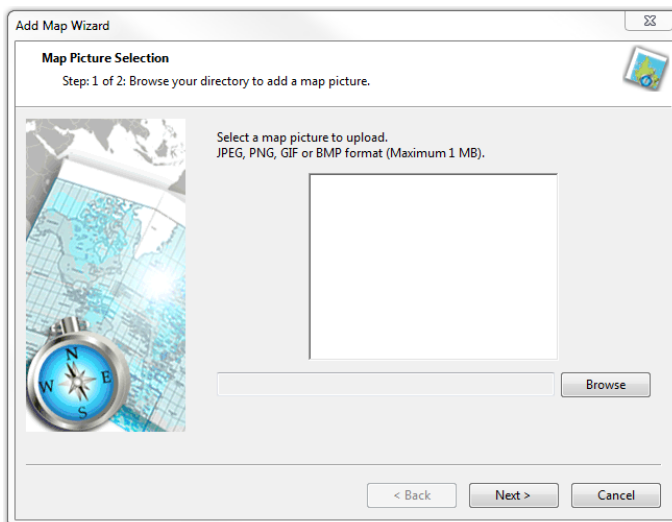 Add Map Wizard
Map Picture Selection
Step: 1 of 2: Browse your directory to add a map picture.
Select a map picture to upload.
JPEG, PNG, GIF or BMP format (Maximum 1 MB).
N
W
E
S
Browse
< Back
Next >
Cancel